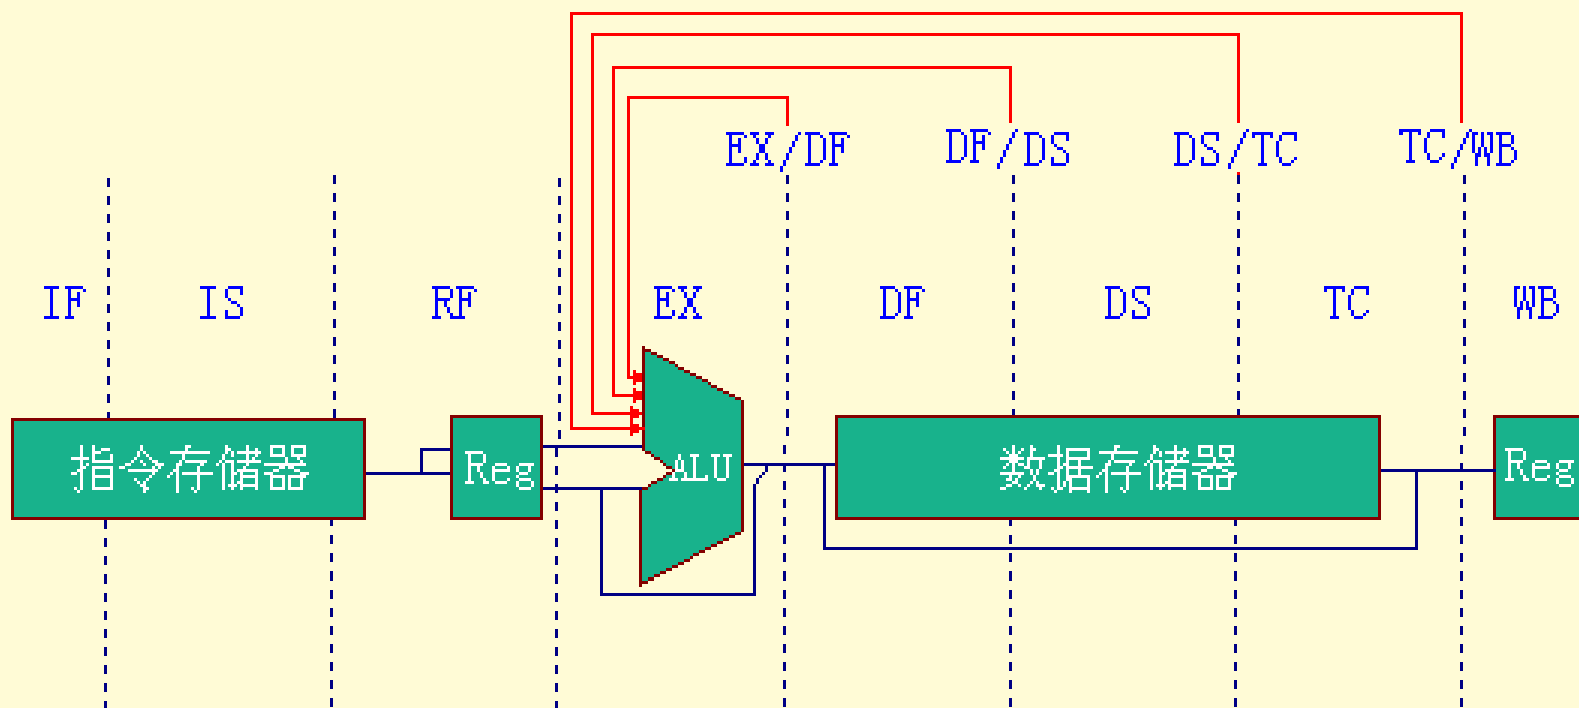 EX/DF DF/DS DS/TC TC/WB
IF IS RF EX DF DS TC WB
指令存储器 Reg ALU 数据存储器 Reg